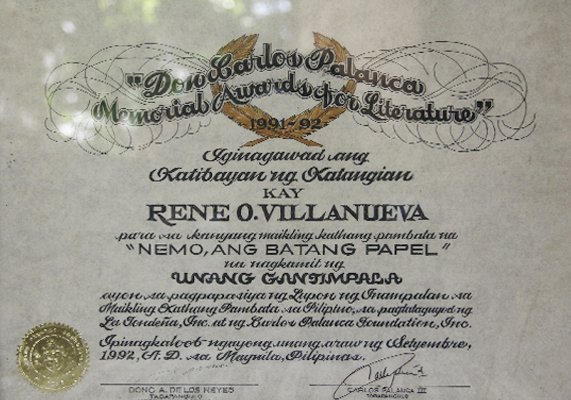 "Don Carlos Palanca
Memorial Awards for Literature"
1991-92
Iginagawad ang
Katibayan ng Katangian
KAY
RENE O. VILLANUEVA
para sa kanyang maikling kathang pambata na
"NEMO, ANG BATANG PAPEL"
na nagkamit ng
UNANG GANTIMPALA
ayon sa pagpapasiya ng Lupon ng Inampalan sa
Maikling Kathang Pambata sa Pilipino, sa pagtataguyod ng
La Tondeña, Inc. at ng Carlos Palanca Foundation, Inc.
Ipinagkaloob ngayong unang araw ng Setyembre,
1992, A. D. sa Maynila, Pilipinas.
DONG A. DE LOS REYES
CARLOS PALANCA III
TAGAPANGULO